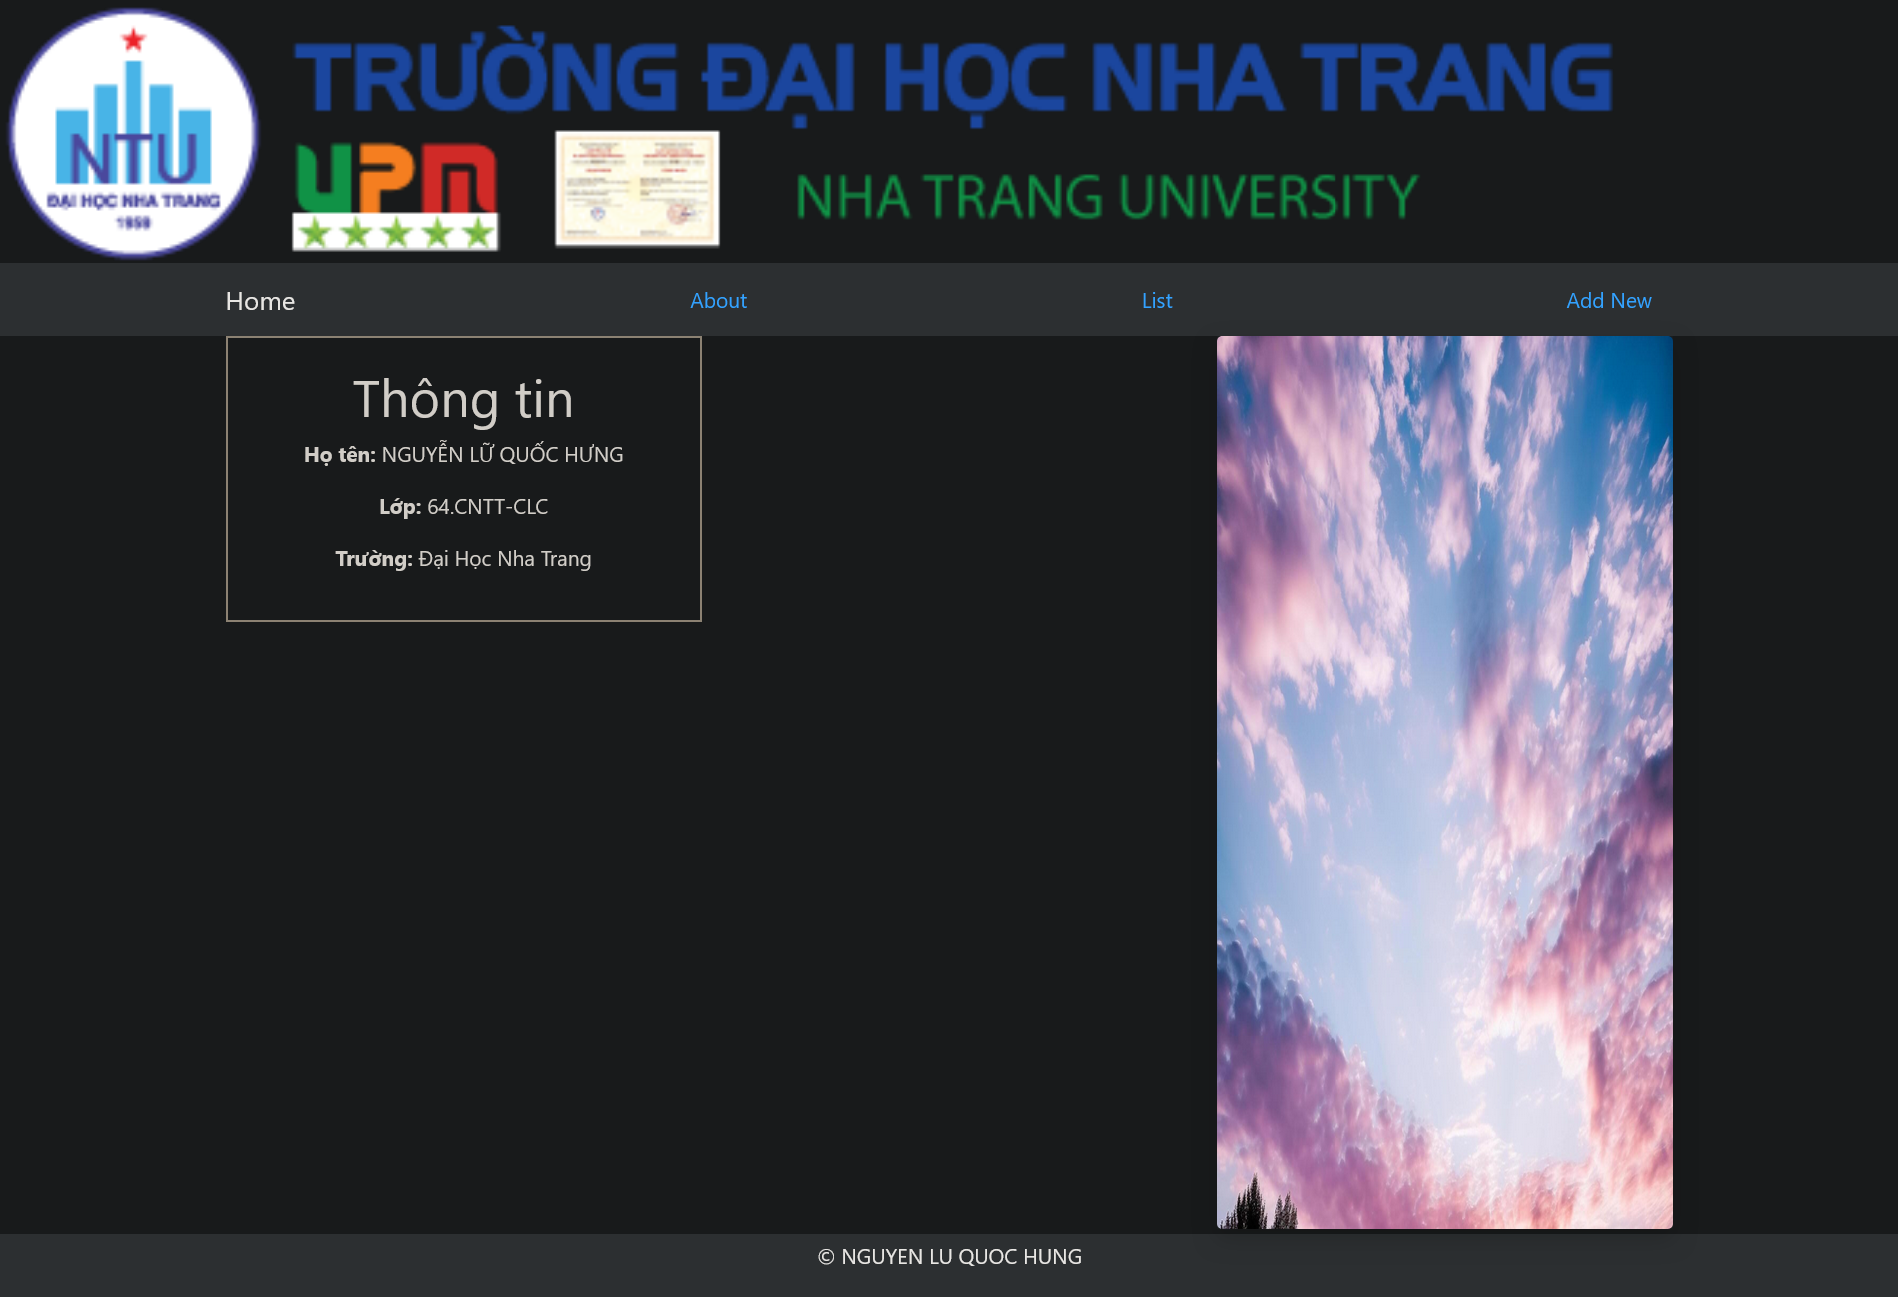 TRƯỜNG ĐẠI HỌC NHA TRANG
NTU
ĐẠI HỌC NHA TRANG
1959
UPM
NHA TRANG UNIVERSITY
Home
About
List
Add New
Thông tin
Họ tên: NGUYỄN LỮ QUỐC HƯNG
Lớp: 64.CNTT-CLC
Trường: Đại Học Nha Trang
© NGUYEN LU QUOC HUNG